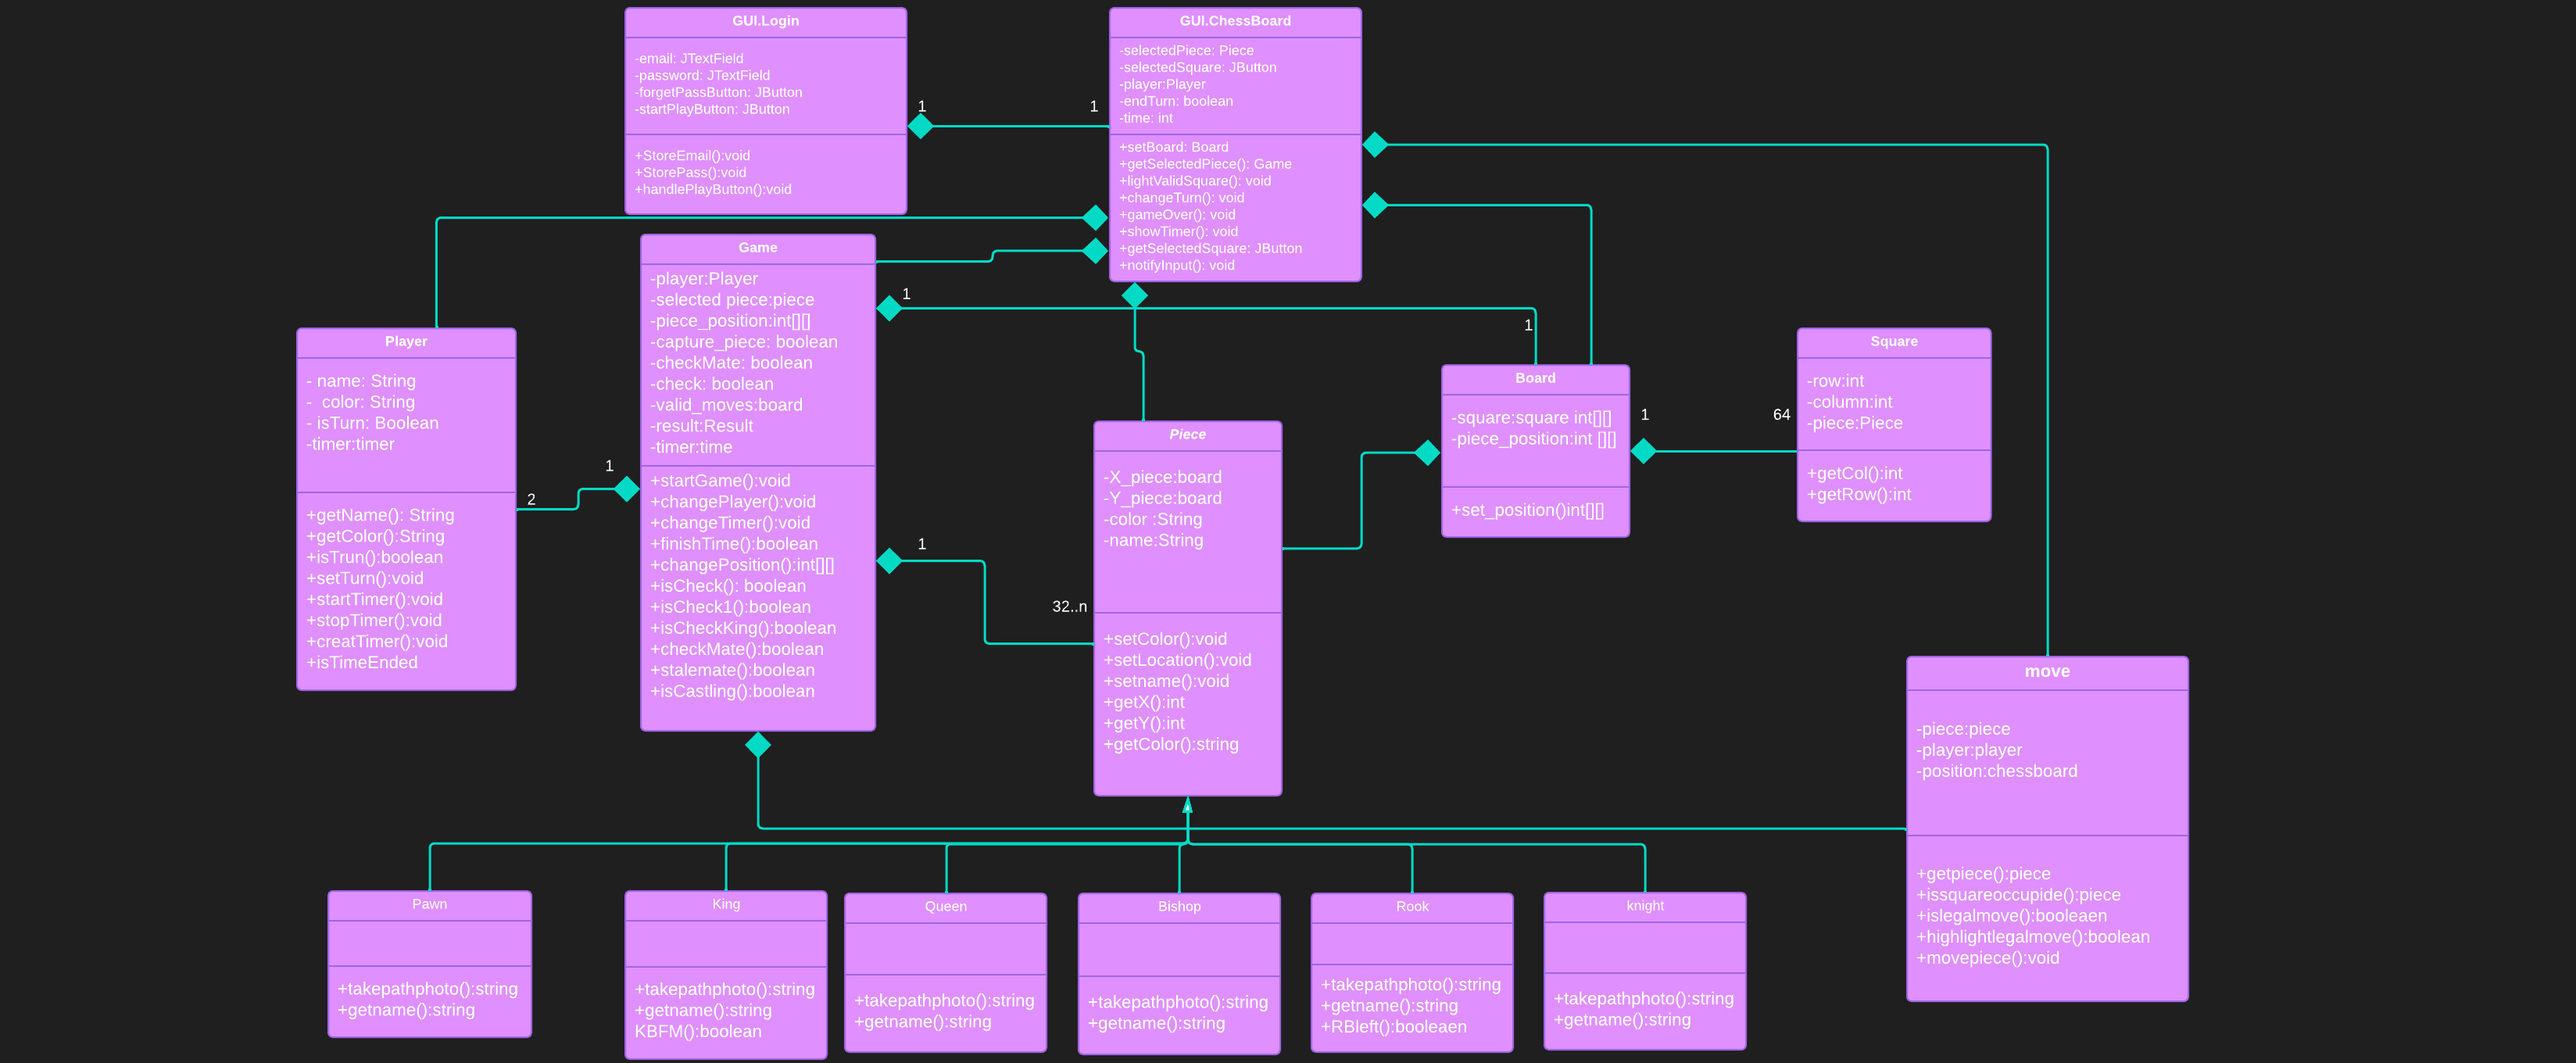 GUI.Login
-email: JTextField
-password: JTextField
-forgetPassButton: JButton
-startPlayButton: JButton
+StoreEmail():void
+StorePass():void
+handlePlayButton():void
1
1
GUI.ChessBoard
-selectedPiece: Piece
-selectedSquare: JButton
-player:Player
-endTurn: boolean
-time: int
+setBoard: Board
+getSelectedPiece(): Game
+lightValidSquare(): void
+changeTurn(): void
+gameOver(): void
+showTimer(): void
+getSelectedSquare: JButton
+notifyInput(): void
Player
- name: String
-  color: String
- isTurn: Boolean
-timer:timer
+getName(): String
+getColor():String
+isTrun():boolean
+setTurn():void
+startTimer():void
+stopTimer():void
+creatTimer():void
+isTimeEnded
1
2
Game
-player:Player
-selected piece:piece
-piece_position:int[][]
-capture_piece: boolean
-checkMate: boolean
-check: boolean
-valid_moves:board
-result:Result
-timer:time
+startGame():void
+changePlayer():void
+changeTimer():void
+finishTime():boolean
+changePosition():int[][]
+isCheck(): boolean
+isCheck1():boolean
+isCheckKing():boolean
+checkMate():boolean
+stalemate():boolean
+isCastling():boolean
1
1
1
32..n
Piece
-X_piece:board
-Y_piece:board
-color :String
-name:String
+setColor():void
+setLocation():void
+setname():void
+getX():int
+getY():int
+getColor():string
Board
-square:square int[][]
-piece_position:int [][]
+set_position()int[][]
1
64
Square
-row:int
-column:int
-piece:Piece
+getCol():int
+getRow():int
move
-piece:piece
-player:player
-position:chessboard
+getpiece():piece
+issquareoccupide():piece
+islegalmove():booleaen
+highlightlegalmove():boolean
+movepiece():void
Pawn
+takepathphoto():string
+getname():string
King
+takepathphoto():string
+getname():string
KBFM():boolean
Queen
+takepathphoto():string
+getname():string
Bishop
+takepathphoto():string
+getname():string
Rook
+takepathphoto():string
+getname():string
+RBleft():booleaen
knight
+takepathphoto():string
+getname():string